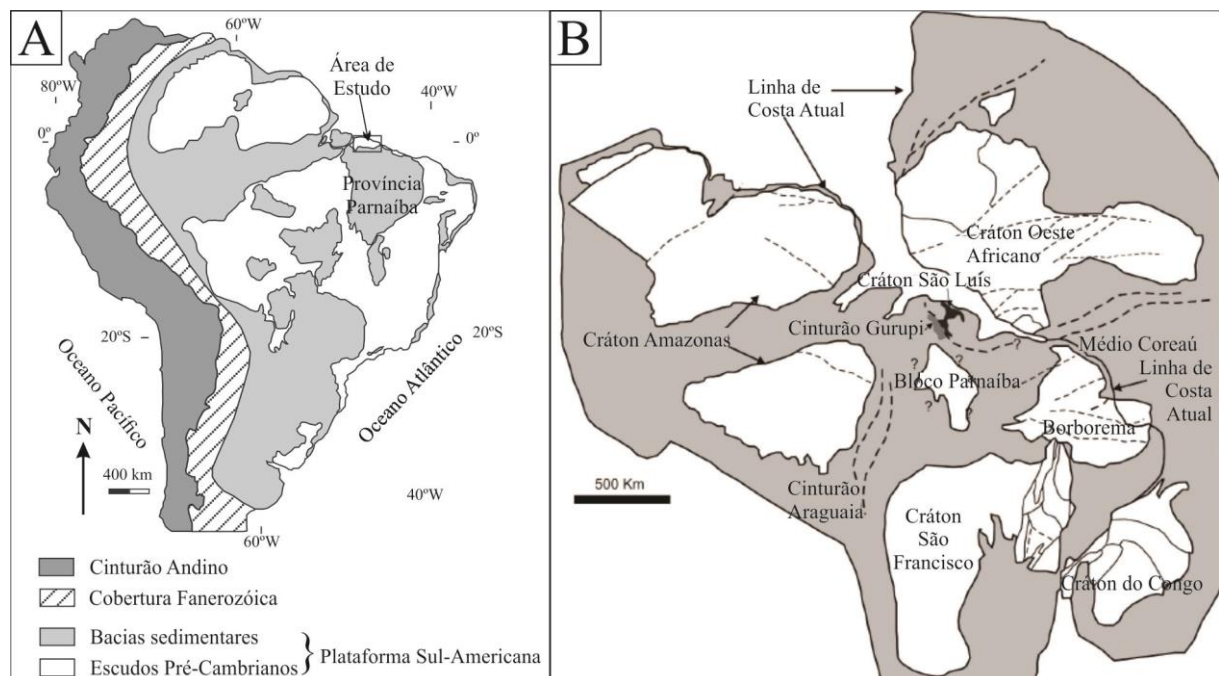 A
60ºW
80ºW
Área de
Estudo
40ºW
0º
0º
Província
Parnaíba
20ºS
20ºS
Oceano Pacífico
Oceano Atlântico
N
400 km
40ºW
60ºW
Cinturão Andino
Cobertura Fanerozóica
Bacias sedimentares
Escudos Pré-Cambrianos
Plataforma Sul-Americana
B
Linha de
Costa Atual
Cráton Oeste
Africano
Cráton São Luís
Cinturão Gurupi
Cráton Amazonas
?
Médio Coreaú
Linha de
Costa
Atual
? ?
Bloco Parnaíba
? ?
Borborema
500 Km
Cinturão
Araguaia
Cráton
São
Francisco
Cráton do Congo